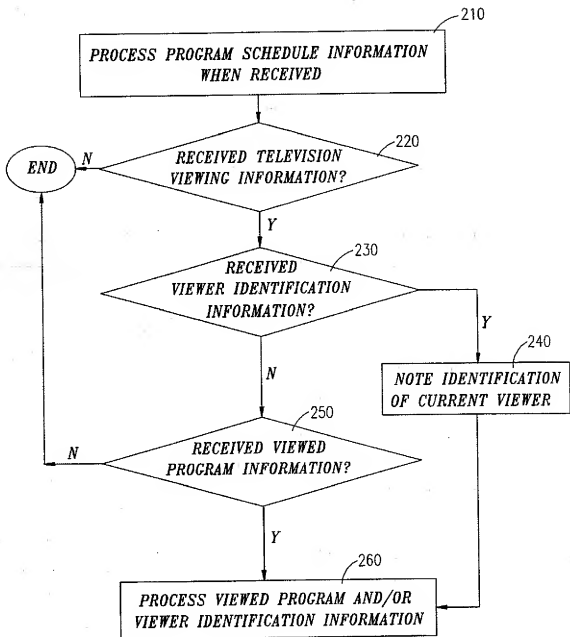 210
PROCESS PROGRAM SCHEDULE INFORMATION
WHEN RECEIVED
220
END
N
RECEIVED TELEVISION
VIEWING INFORMATION?
Y
230
RECEIVED
VIEWER IDENTIFICATION
INFORMATION?
Y
240
N
NOTE IDENTIFICATION
OF CURRENT VIEWER
250
N
RECEIVED VIEWED
PROGRAM INFORMATION?
Y
260
PROCESS VIEWED PROGRAM AND/OR
VIEWER IDENTIFICATION INFORMATION